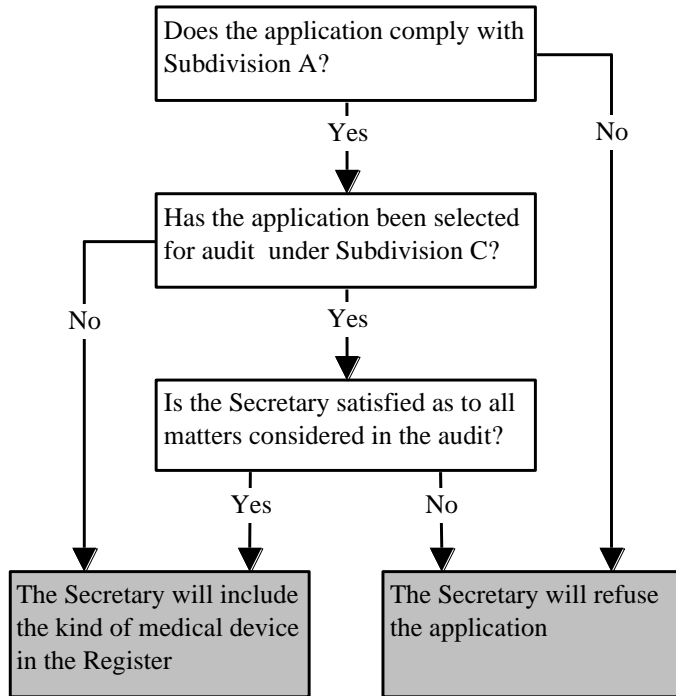 Does the application comply with
Subdivision A?
Yes
No
Has the application been selected
for audit  under Subdivision C?
No
Yes
Is the Secretary satisfied as to all
matters considered in the audit?
Yes
No
The Secretary will include
the kind of medical device
in the Register
The Secretary will refuse
the application